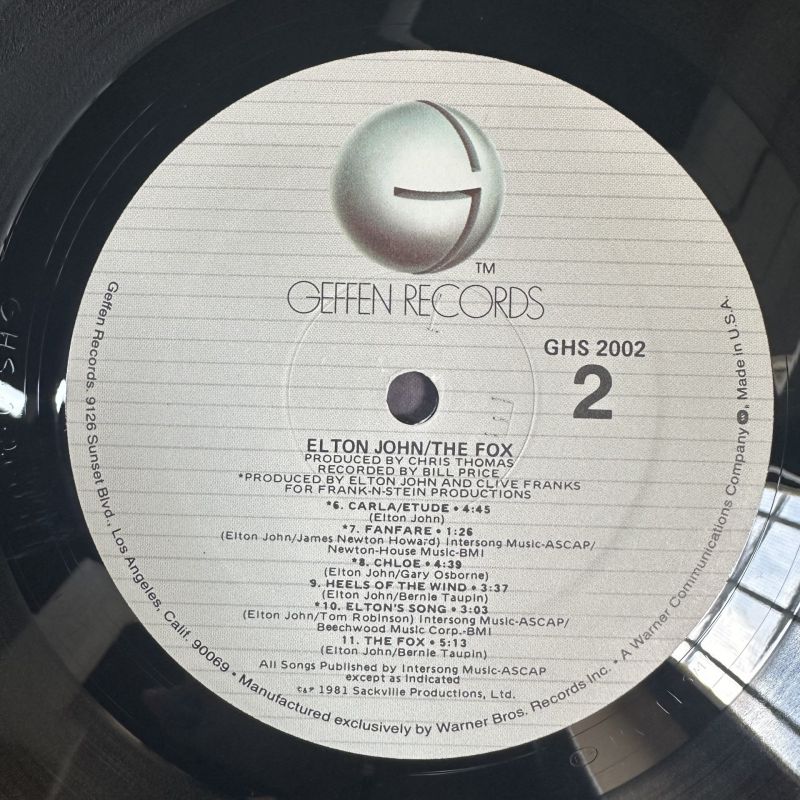 TM
GEFFEN RECORDS
GHS 2002
2
ELTON JOHN/THE FOX
PRODUCED BY CHRIS THOMAS
RECORDED BY BILL PRICE
*PRODUCED BY ELTON JOHN AND CLIVE FRANKS
FOR FRANK-N-STEIN PRODUCTIONS
*6. CARLA/ETUDE • 4:45
(Elton John)
*7. FANFARE • 1:26
(Elton John/James Newton Howard) Intersong Music-ASCAP/
Newton-House Music-BMI
*8. CHLOE • 4:39
(Elton John/Gary Osborne)
9. HEELS OF THE WIND • 3:37
(Elton John/Bernie Taupin)
*10. ELTON'S SONG • 3:03
(Elton John/Tom Robinson) Intersong Music-ASCAP/
Beechwood Music Corp.-BMI
11. THE FOX • 5:13
(Elton John/Bernie Taupin)
All Songs Published by Intersong Music-ASCAP
except as Indicated
1981 Sackville Productions, Ltd.
Geffen Records. 9126 Sunset Blvd., Los Angeles, Calif. 90069 • Manufactured exclusively by Warner Bros. Records Inc. • A Warner Communications Company. Made in U.S.A.